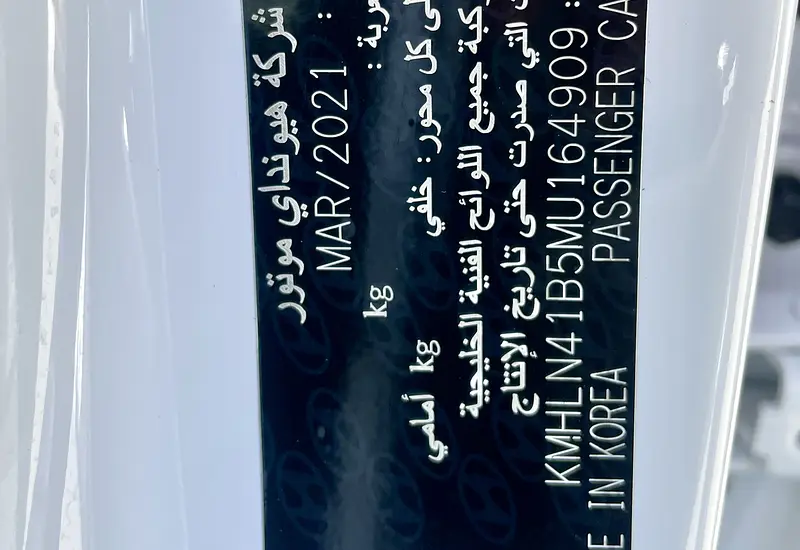 شركة هيونداي موتور
MAR/2021 :
kg
كل محور : خلفي kg أمامي
جميع اللوائح الفنية الخليجية
التي صدرت حتى تاريخ الإنتاج
KMHLN41B5MU164909 :
IN KOREA PASSENGER